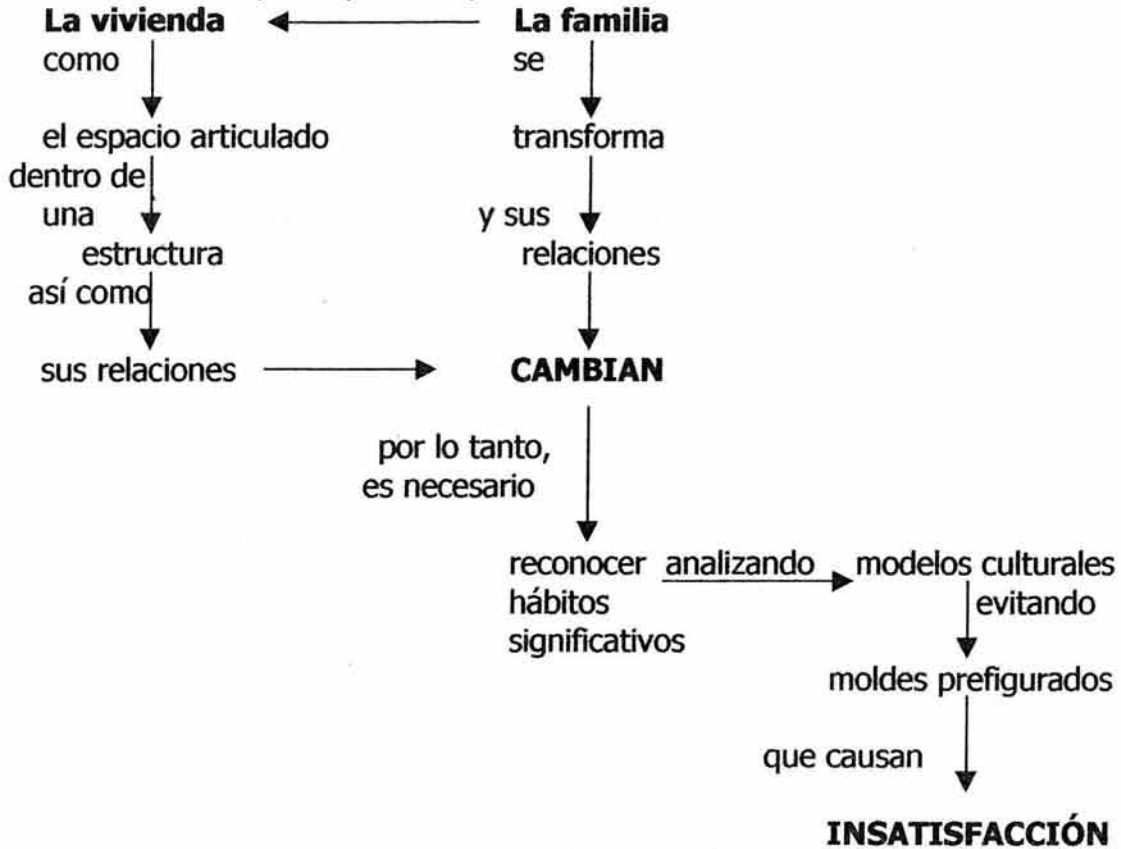 La vivienda
La familia
como
se
el espacio articulado
transforma
dentro de
una
y sus
estructura
relaciones
así como
sus relaciones
CAMBIAN
por lo tanto,
es necesario
reconocer analizando modelos culturales
hábitos
evitando
significativos
moldes prefigurados
que causan
INSATISFACCIÓN